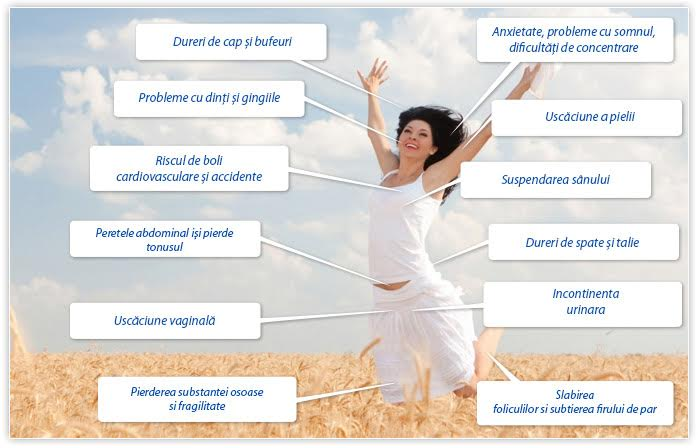 Dureri de cap și bufeuri
Anxietate, probleme cu somnul,
dificultăți de concentrare
Probleme cu dinți și gingiile
Uscăciune a pielii
Riscul de boli
cardiovasculare și accidente
Suspendarea sânului
Peretele abdominal iși pierde
tonusul
Dureri de spate și talie
Incontinenta
urinara
Uscăciune vaginală
Pierderea substantei osoase
si fragilitate
Slabirea
foliculilor si subtierea firului de par